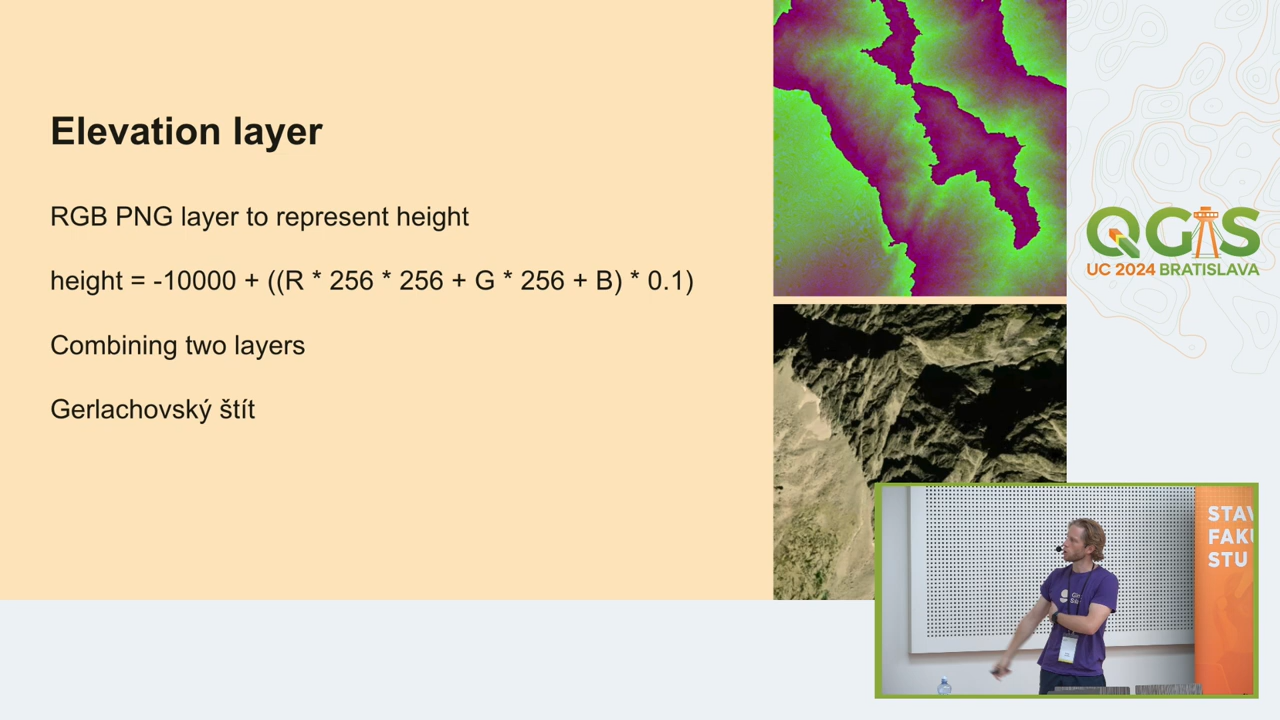 Elevation layer
RGB PNG layer to represent height
height = -10000 + ((R * 256 * 256 + G * 256 + B) * 0.1)
Combining two layers
Gerlachovský štít
QGIS
UC 2024 BRATISLAVA
STAV
FAKU
STU